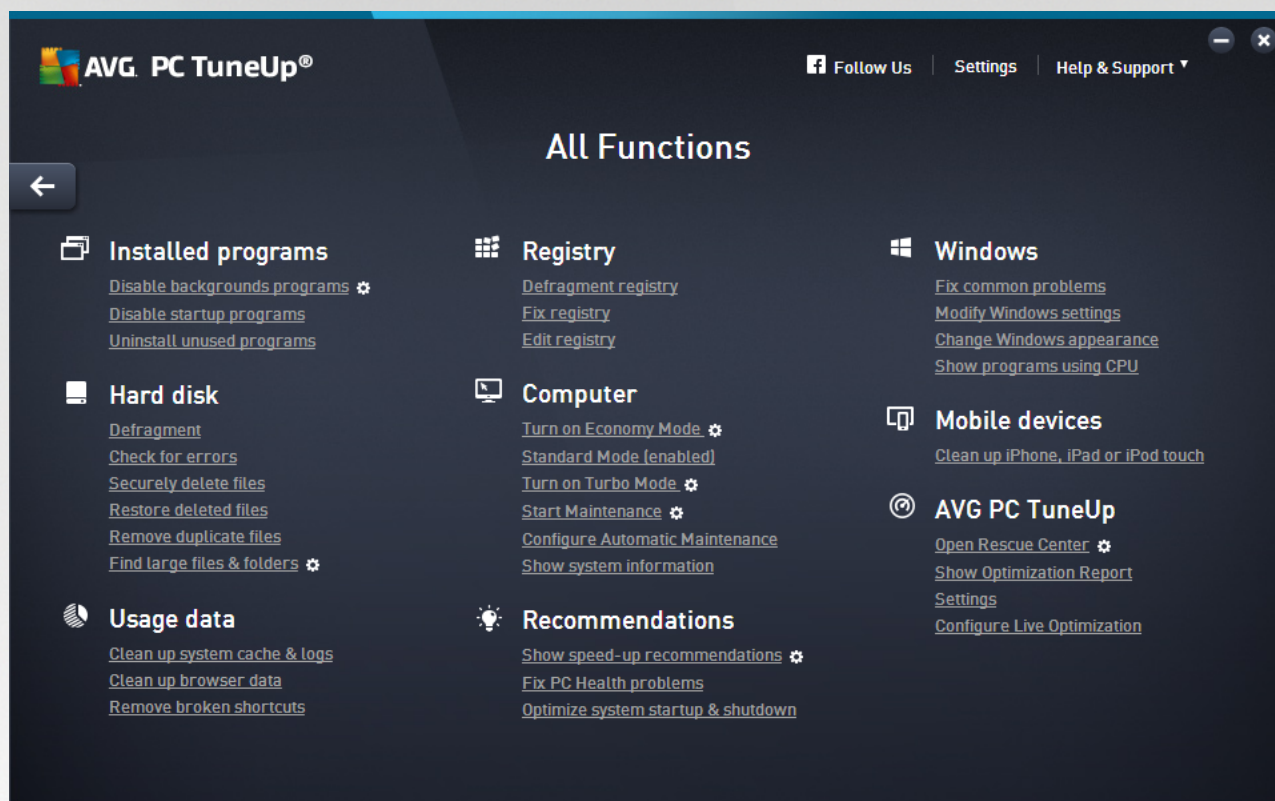 AVG. PC TuneUp®
Follow Us
Settings
Help & Support
All Functions
Installed programs
Disable backgrounds programs
Disable startup programs
Uninstall unused programs
Hard disk
Defragment
Check for errors
Securely delete files
Restore deleted files
Remove duplicate files
Find large files & folders
Usage data
Clean up system cache & logs
Clean up browser data
Remove broken shortcuts
Registry
Defragment registry
Fix registry
Edit registry
Computer
Turn on Economy Mode
Standard Mode (enabled)
Turn on Turbo Mode
Start Maintenance
Configure Automatic Maintenance
Show system information
Recommendations
Show speed-up recommendations
Fix PC Health problems
Optimize system startup & shutdown
Windows
Fix common problems
Modify Windows settings
Change Windows appearance
Show programs using CPU
Mobile devices
Clean up iPhone, iPad or iPod touch
AVG PC TuneUp
Open Rescue Center
Show Optimization Report
Settings
Configure Live Optimization